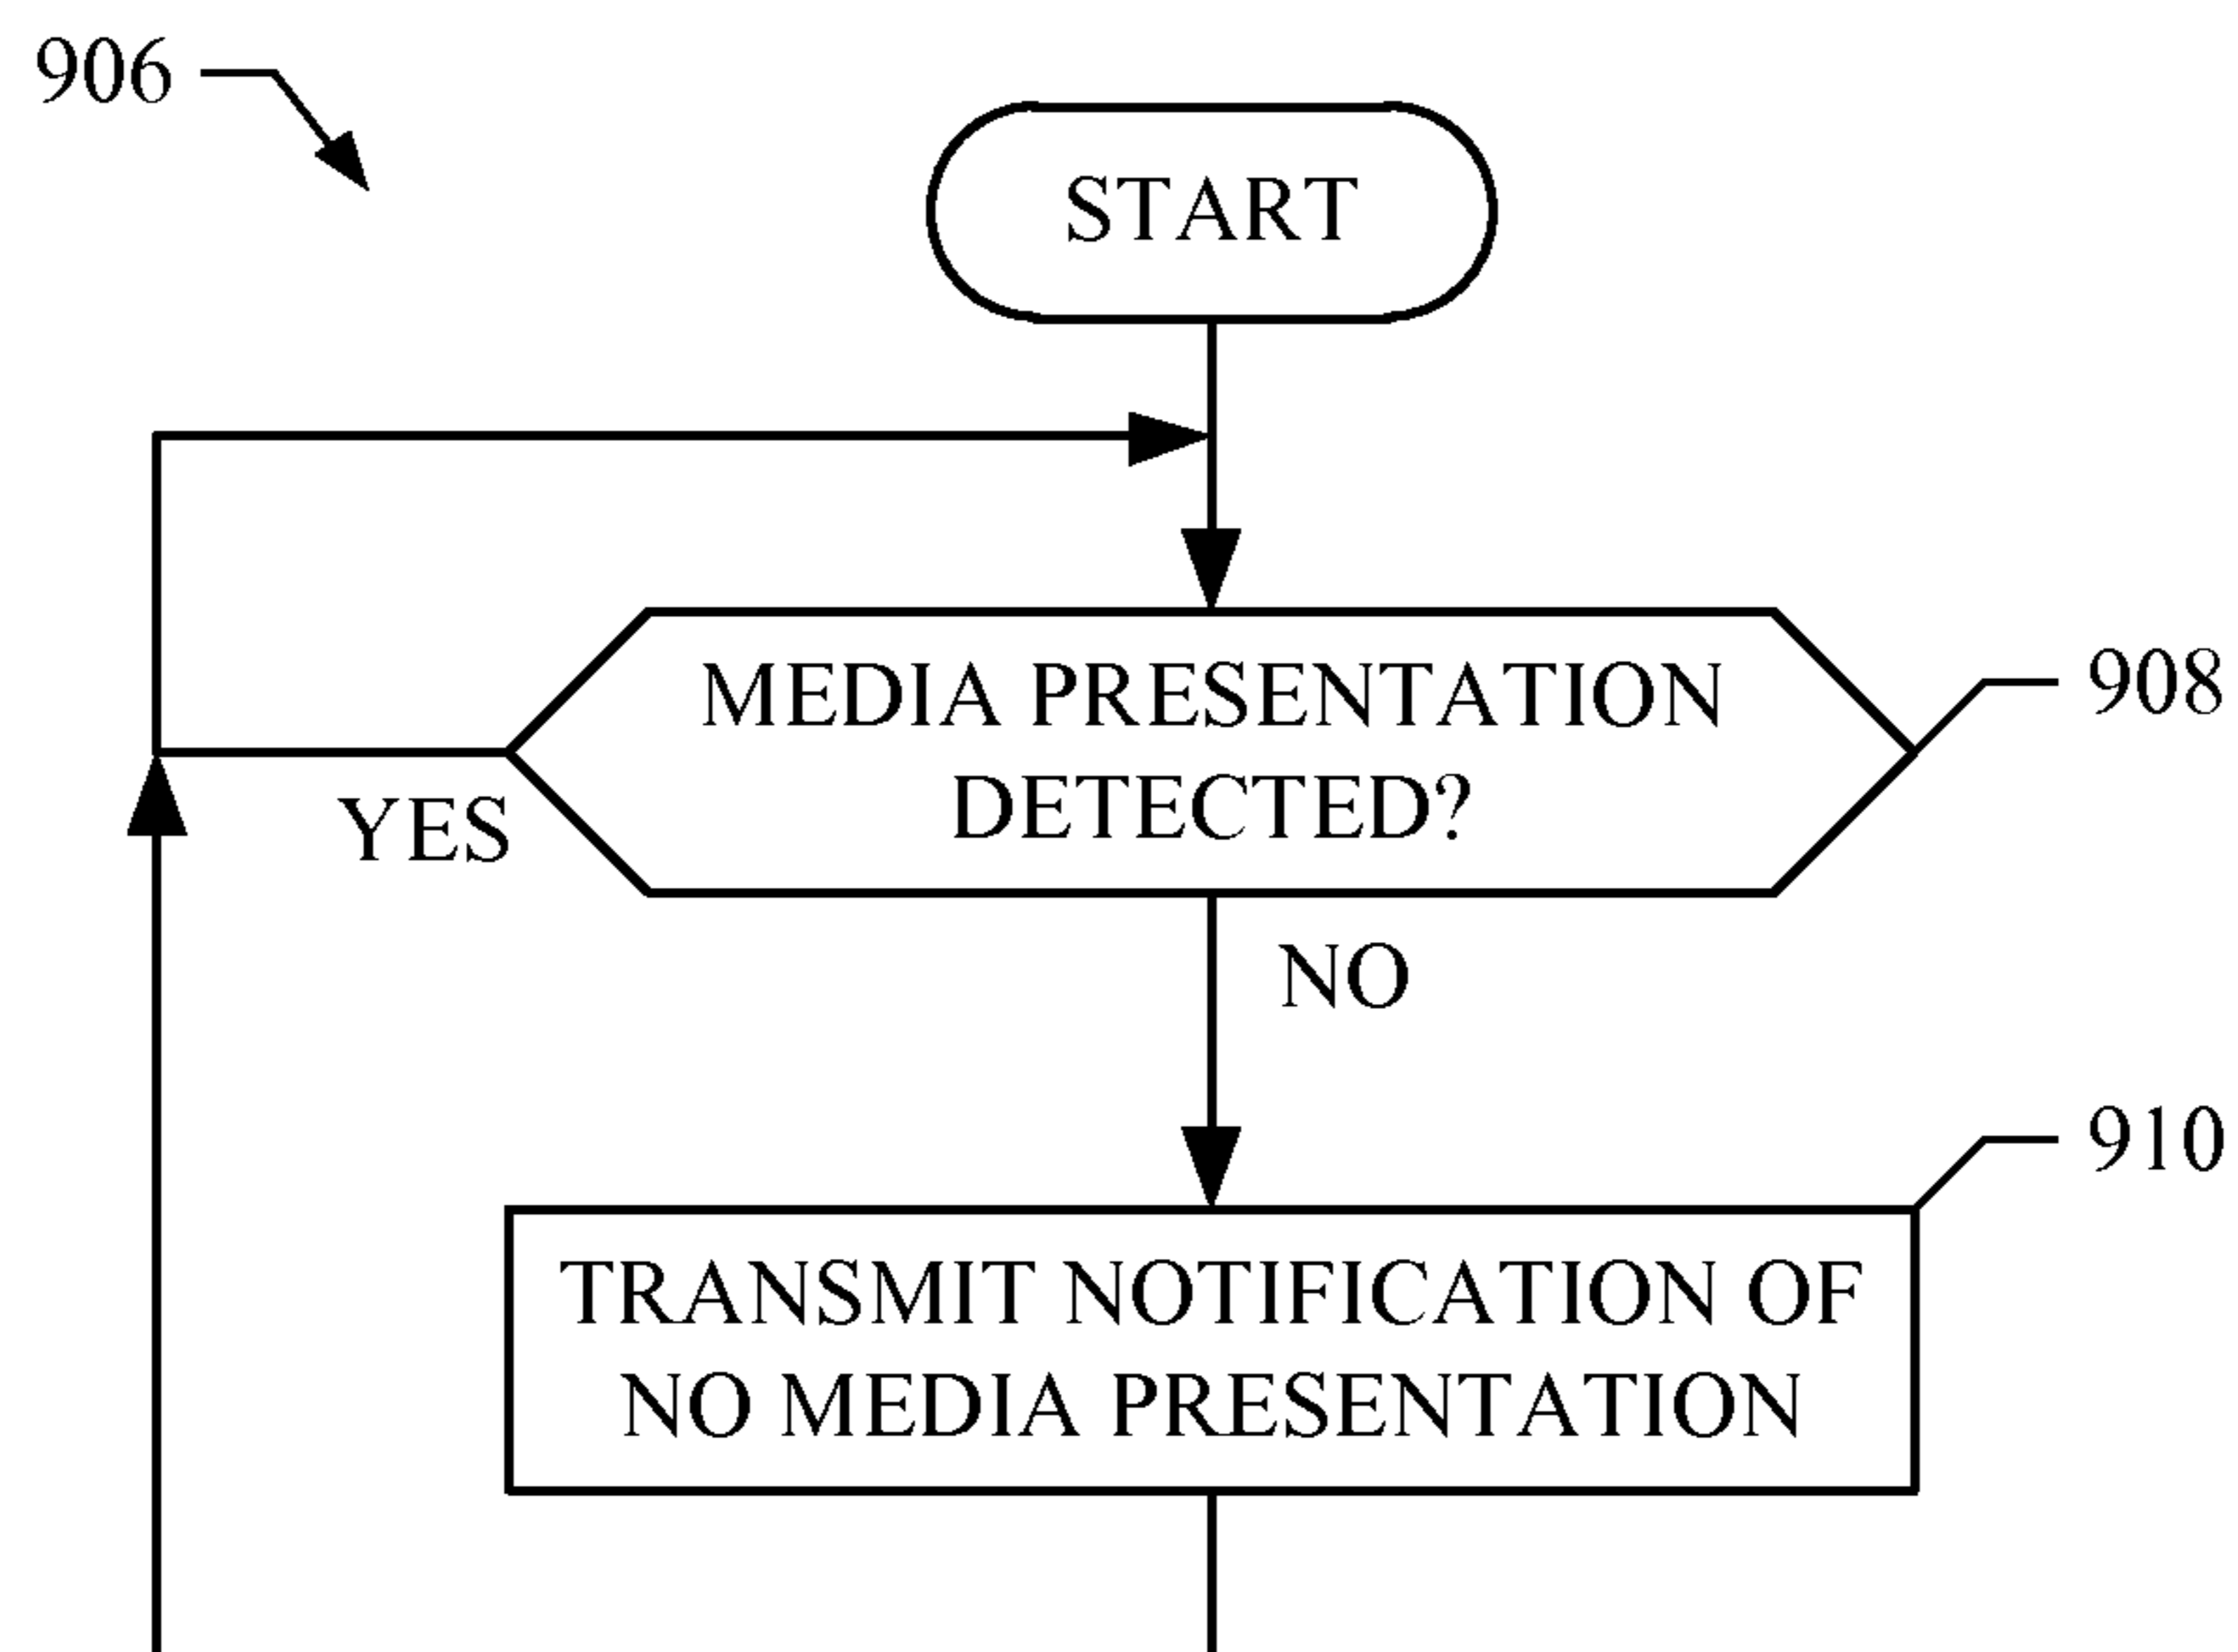 906
START
MEDIA PRESENTATION
DETECTED?
908
YES
NO
910
TRANSMIT NOTIFICATION OF
NO MEDIA PRESENTATION